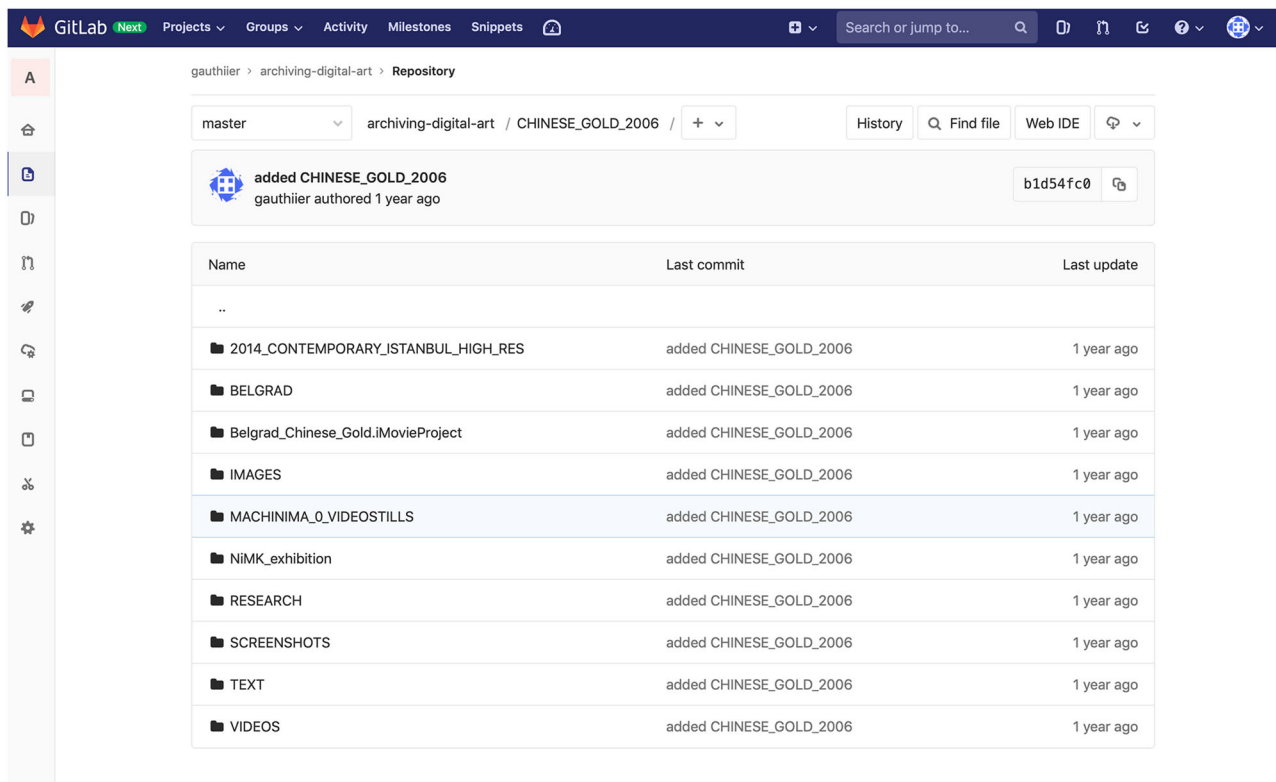 GitLab Next Projects Groups Activity Milestones Snippets Search or jump to...
A
gauthiier > archiving-digital-art > Repository
master archiving-digital-art / CHINESE_GOLD_2006 / + History Find file Web IDE
added CHINESE_GOLD_2006
gauthiier authored 1 year ago
b1d54fc0
Name Last commit Last update
..
2014_CONTEMPORARY_ISTANBUL_HIGH_RES added CHINESE_GOLD_2006 1 year ago
BELGRAD added CHINESE_GOLD_2006 1 year ago
Belgrad_Chinese_Gold.iMovieProject added CHINESE_GOLD_2006 1 year ago
IMAGES added CHINESE_GOLD_2006 1 year ago
MACHINIMA_0_VIDEOSTILLS added CHINESE_GOLD_2006 1 year ago
NiMK_exhibition added CHINESE_GOLD_2006 1 year ago
RESEARCH added CHINESE_GOLD_2006 1 year ago
SCREENSHOTS added CHINESE_GOLD_2006 1 year ago
TEXT added CHINESE_GOLD_2006 1 year ago
VIDEOS added CHINESE_GOLD_2006 1 year ago